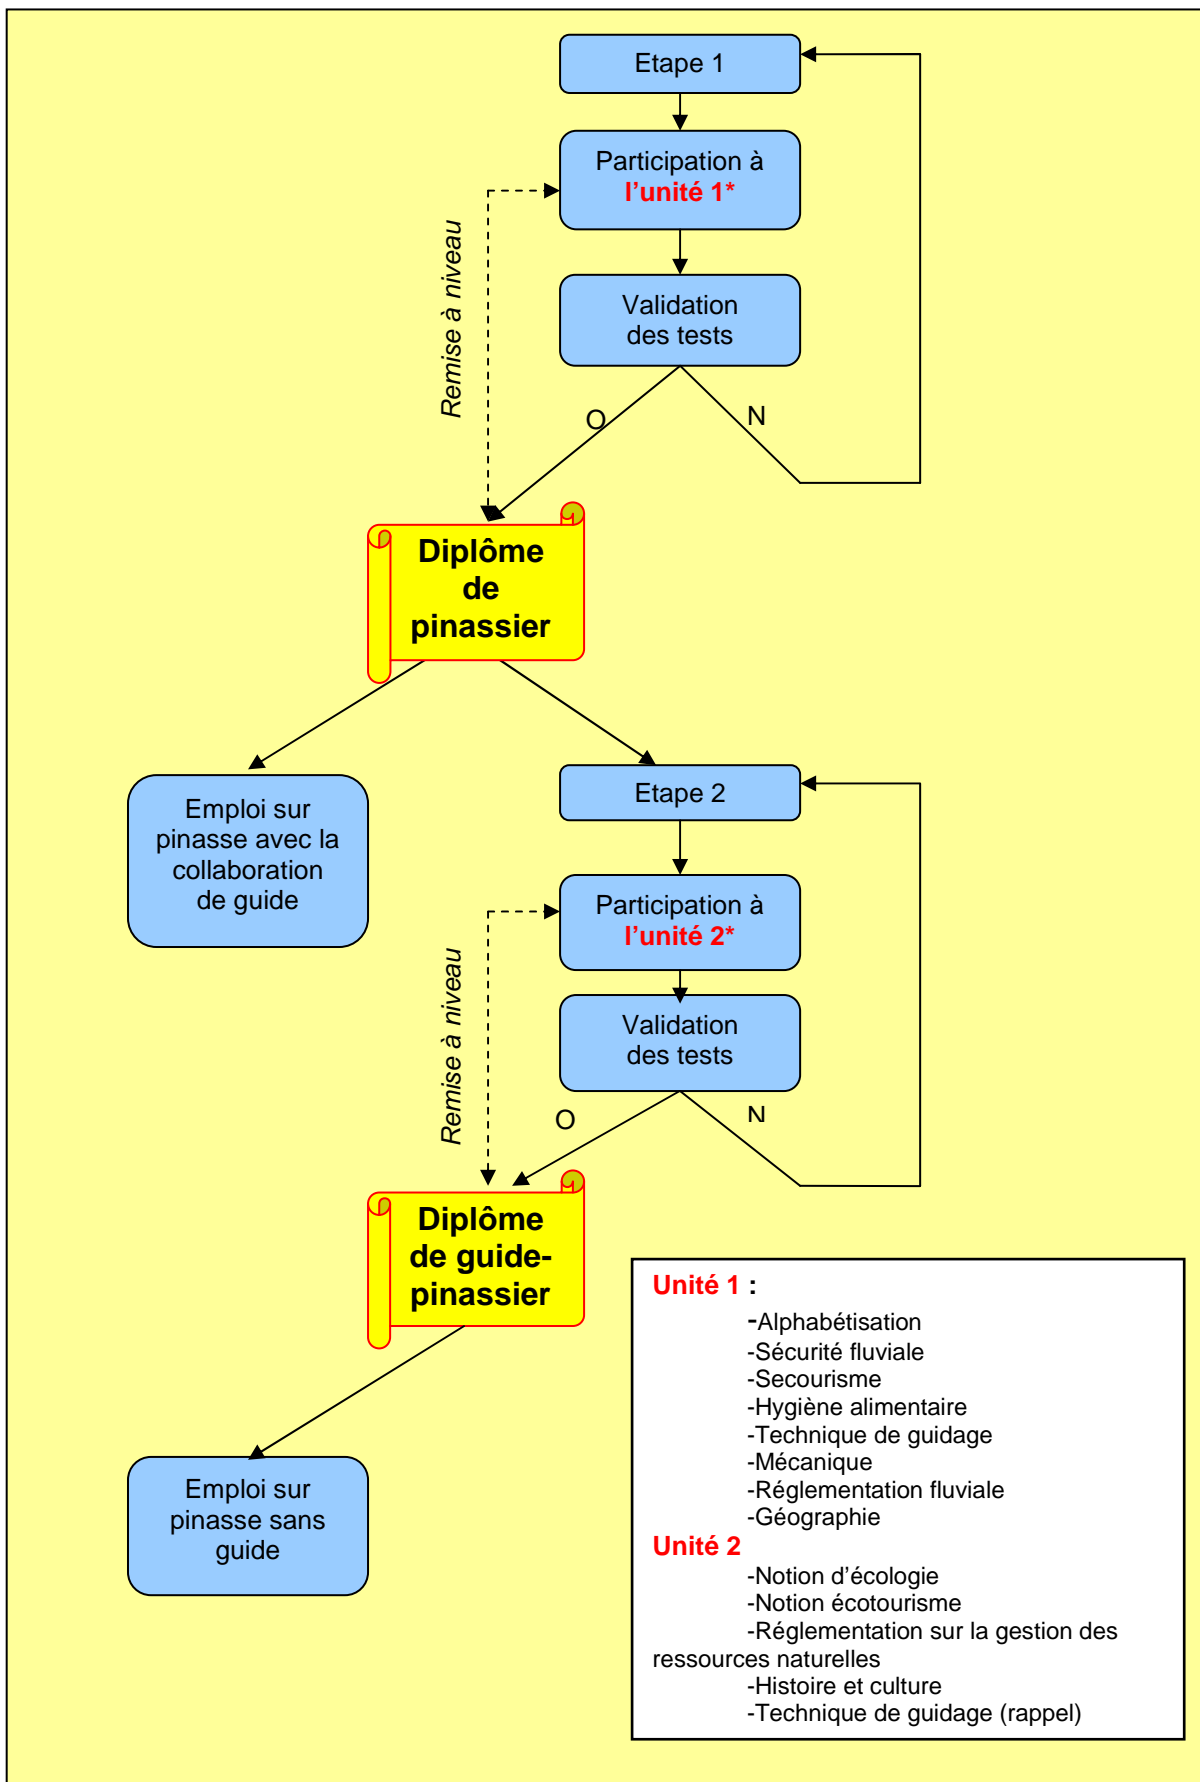 Etape 1
Participation à
l'unité 1*
Remise à niveau
Validation
des tests
O
N
Diplôme
de
pinassier
Emploi sur
pinasse avec la
collaboration
de guide
Etape 2
Participation à
l'unité 2*
Remise à niveau
Validation
des tests
O
N
Diplôme
de guide-
pinassier
Emploi sur
pinasse sans
guide
Unité 1 :
-Alphabétisation
-Sécurité fluviale
-Secourisme
-Hygiène alimentaire
-Technique de guidage
-Mécanique
-Réglementation fluviale
-Géographie
Unité 2
-Notion d'écologie
-Notion écotourisme
-Réglementation sur la gestion des
ressources naturelles
-Histoire et culture
-Technique de guidage (rappel)